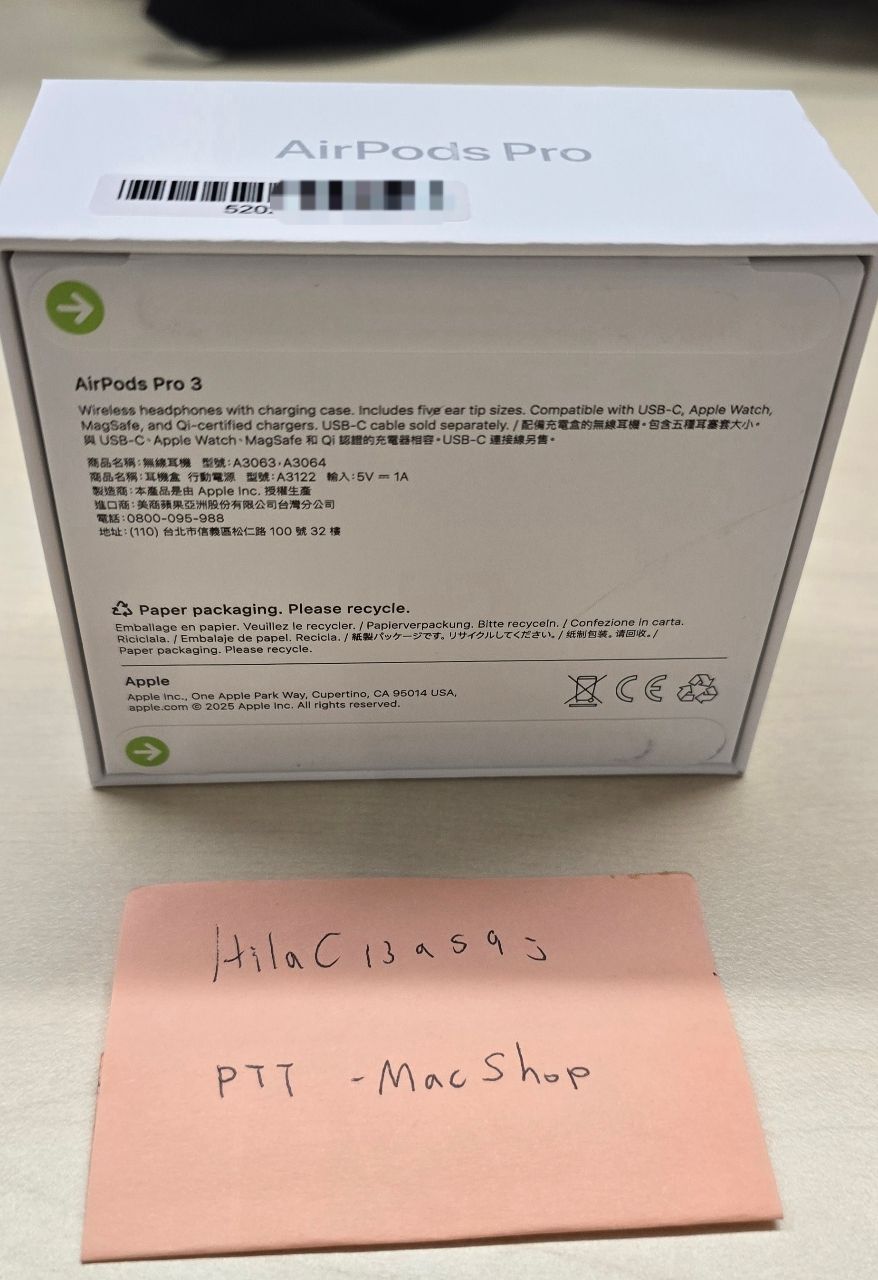 AirPods Pro
520.
AirPods Pro 3
Wireless headphones with charging case. Includes five ear tip sizes. Compatible with USB-C, Apple Watch,
MagSafe, and Qi-certified chargers. USB-C cable sold separately. / 配備充電盒的無線耳機。包含五種耳塞套大小。
與 USB-C、Apple Watch、MagSafe 和 Qi 認證的充電器相容。USB-C 連接線另售。
商品名稱：無線耳機 型號：A3063，A3064
商品名稱：耳機盒 行動電源 型號：A3122 輸入：5V ⎓ 1A
製造商：本產品是由 Apple Inc. 授權生產
進口商：美商蘋果亞洲股份有限公司台灣分公司
電話：0800-095-988
地址：(110) 台北市信義區松仁路 100 號 32 樓
Paper packaging. Please recycle.
Emballage en papier. Veuillez le recycler. / Papierverpackung. Bitte recyceln. / Confezione in carta.
Riciclala. / Embalaje de papel. Recicla. / 紙製パッケージです。リサイクルしてください。/ 纸制包装。请回收。/
Paper packaging. Please recycle.
Apple
Apple Inc., One Apple Park Way, Cupertino, CA 95014 USA,
apple.com © 2025 Apple Inc. All rights reserved.
CE
PTT - MacShop